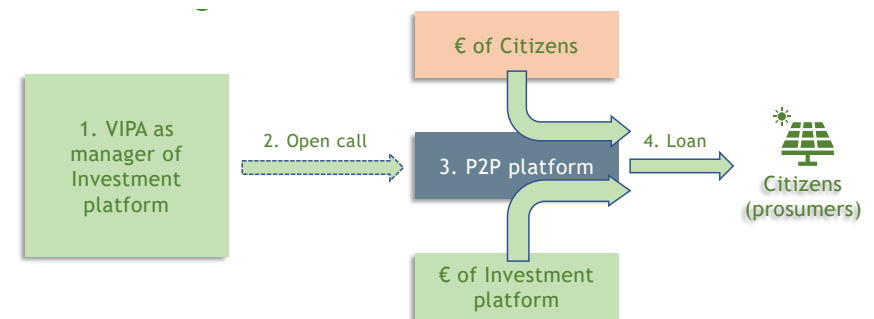 € of Citizens
1. VIPA as
manager of
Investment
platform
2. Open call
3. P2P platform
4. Loan
Citizens
(prosumers)
€ of Investment
platform